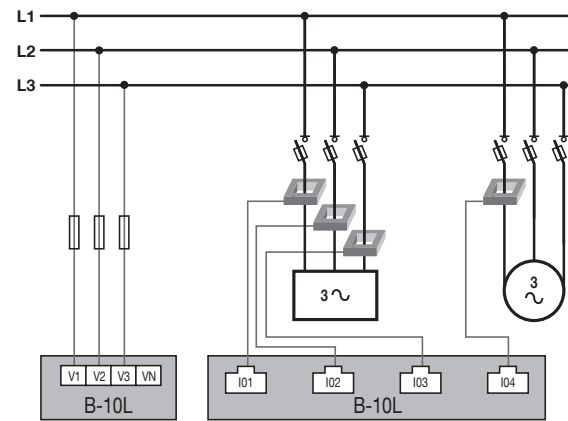 L1
L2
L3
3 ∿
3
∿
V1 V2 V3 VN
B-10L
I01 I02 I03 I04
B-10L